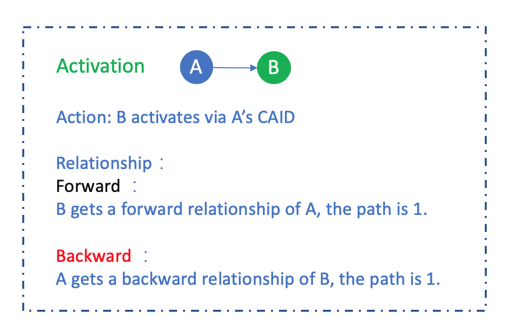 Activation A B
Action: B activates via A's CAID
Relationship：
Forward ：
B gets a forward relationship of A, the path is 1.
Backward ：
A gets a backward relationship of B, the path is 1.